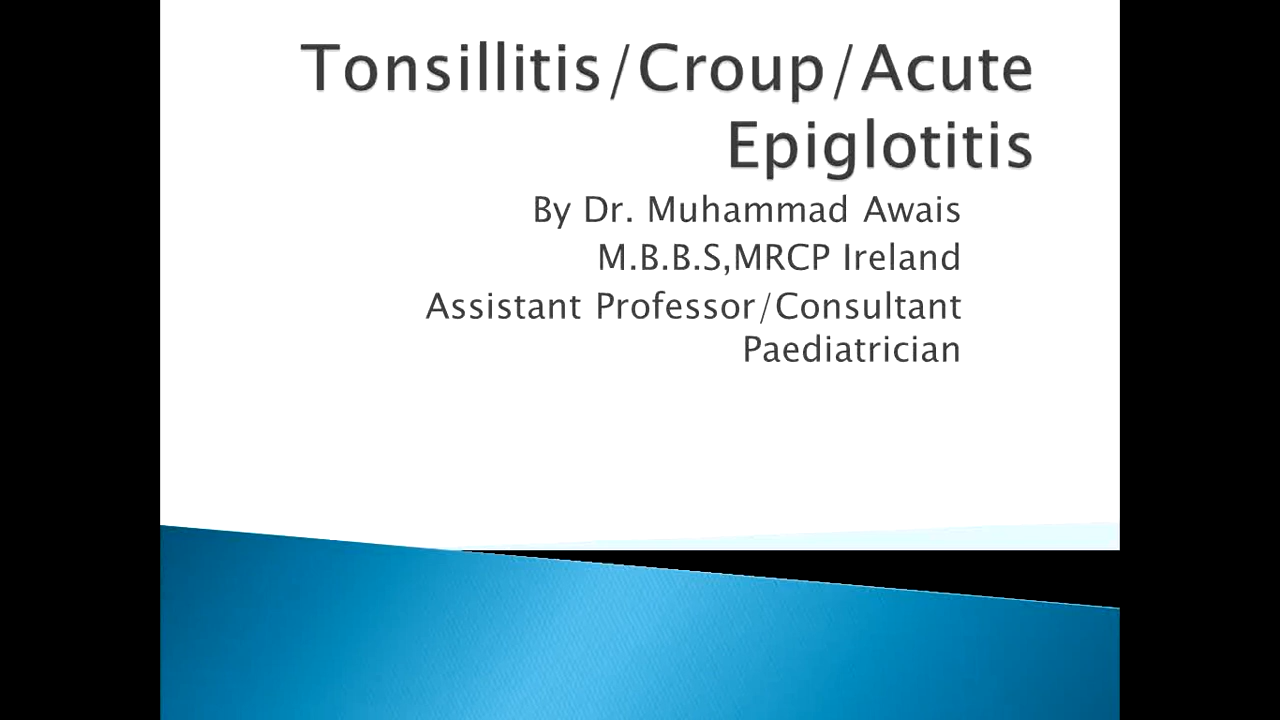 Tonsillitis/Croup/Acute
Epiglotitis
By Dr. Muhammad Awais
M.B.B.S,MRCP Ireland
Assistant Professor/Consultant
Paediatrician